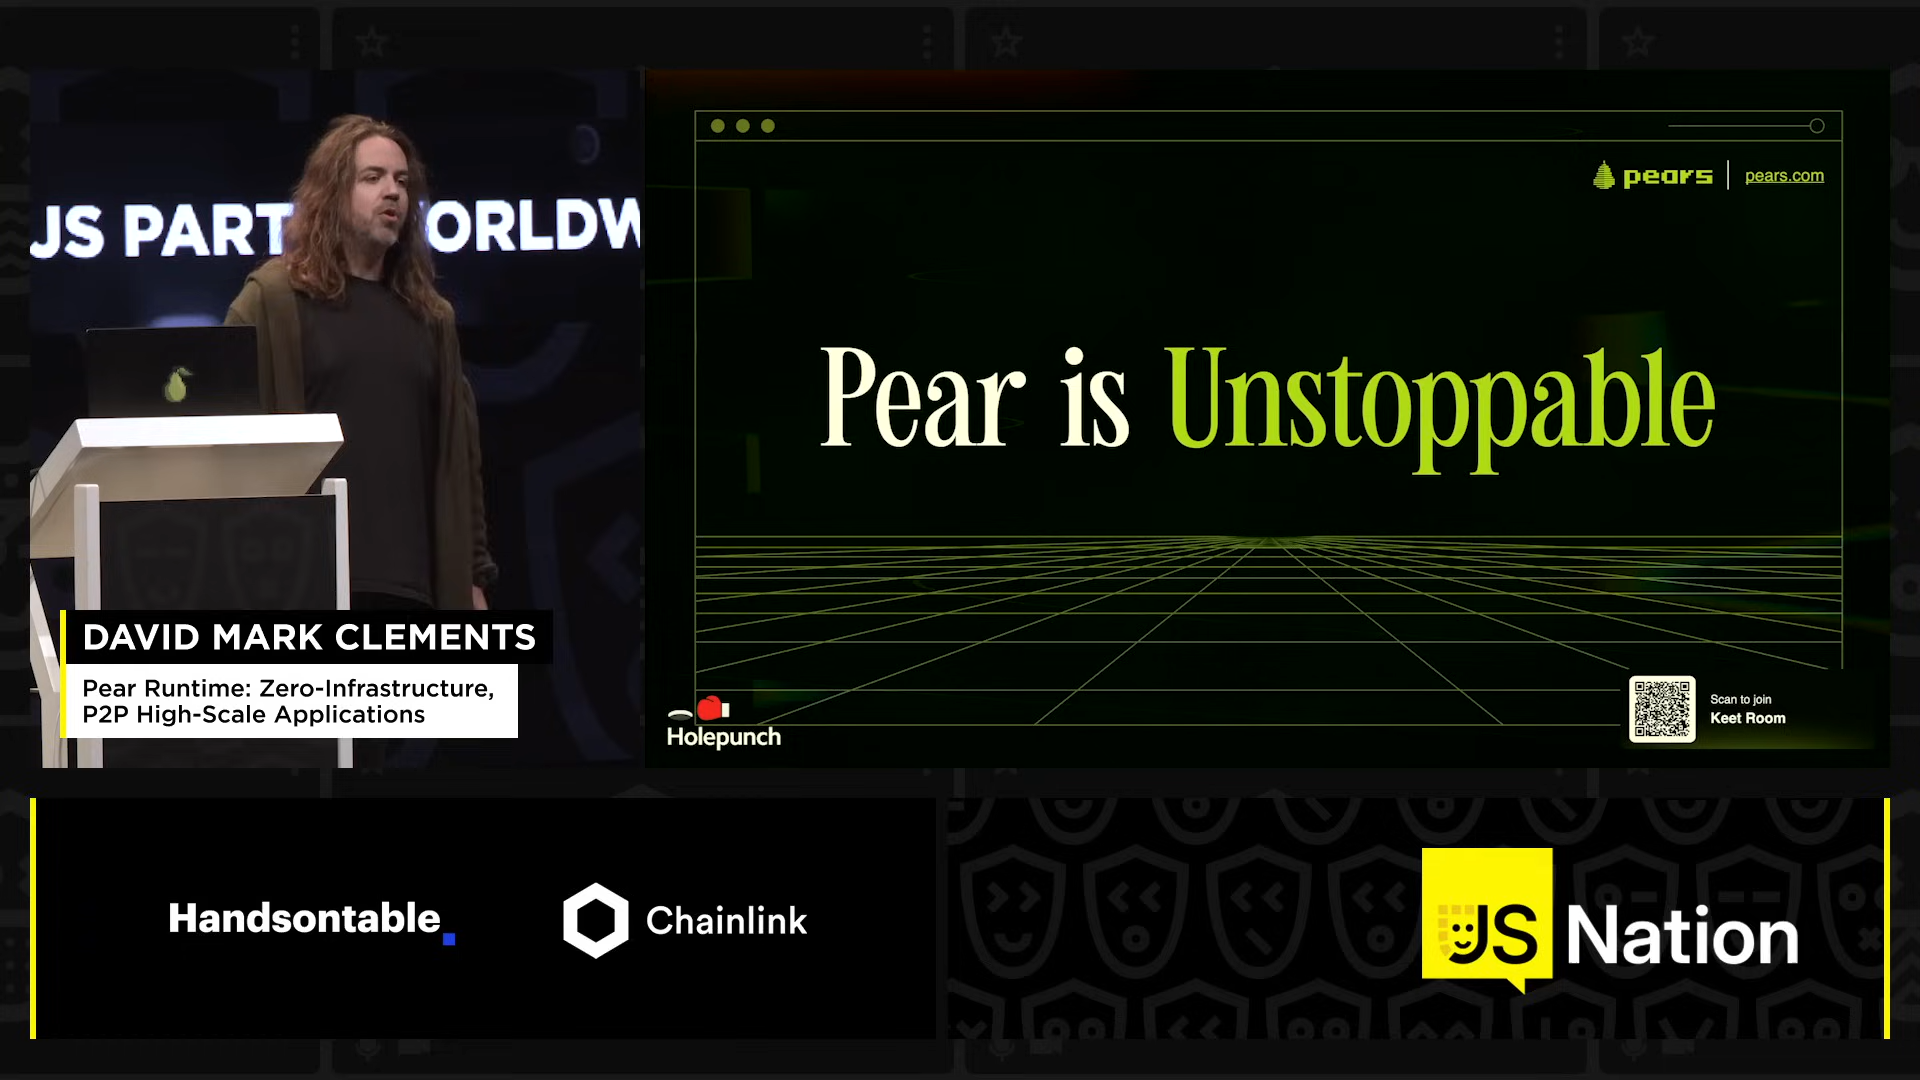 JS PART ORLDW
pears
pears.com
Pear is Unstoppable
DAVID MARK CLEMENTS
Pear Runtime: Zero-Infrastructure,
P2P High-Scale Applications
Holepunch
Scan to join
Keet Room
Handsontable
Chainlink
JS Nation